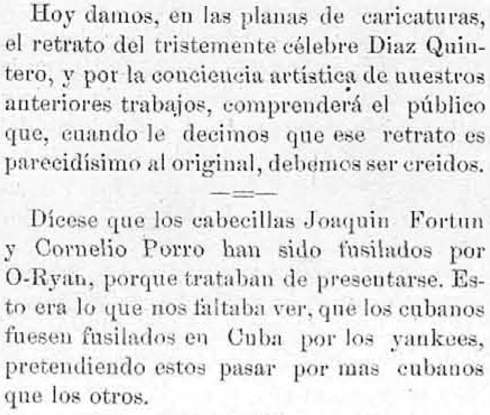 Hoy damos, en las planas de caricaturas,
el retrato del tristemente célebre Diaz Quin-
tero, y por la conciencia artística de nuestros
anteriores trabajos, comprenderá el público
que, cuando le decimos que ese retrato es
parecidísimo al original, debemos ser creidos.
Dícese que los cabecillas Joaquin Fortun
y Cornelio Porro han sido fusilados por
O-Ryan, porque trataban de presentarse. Es-
to era lo que nos faltaba ver, que los cubanos
fuesen fusilados en Cuba por los yankees,
pretendiendo estos pasar por mas cubanos
que los otros.